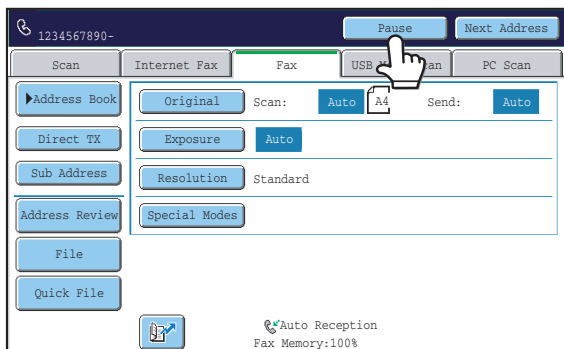 1234567890-
Pause
Next Address
Scan
Internet Fax
Fax
PC Scan
Address Book
Original
Scan:
Auto
A4
Send:
Auto
Direct TX
Exposure
Auto
Sub Address
Resolution
Standard
Address Review
Special Modes
File
Quick File
Auto Reception
Fax Memory:100%